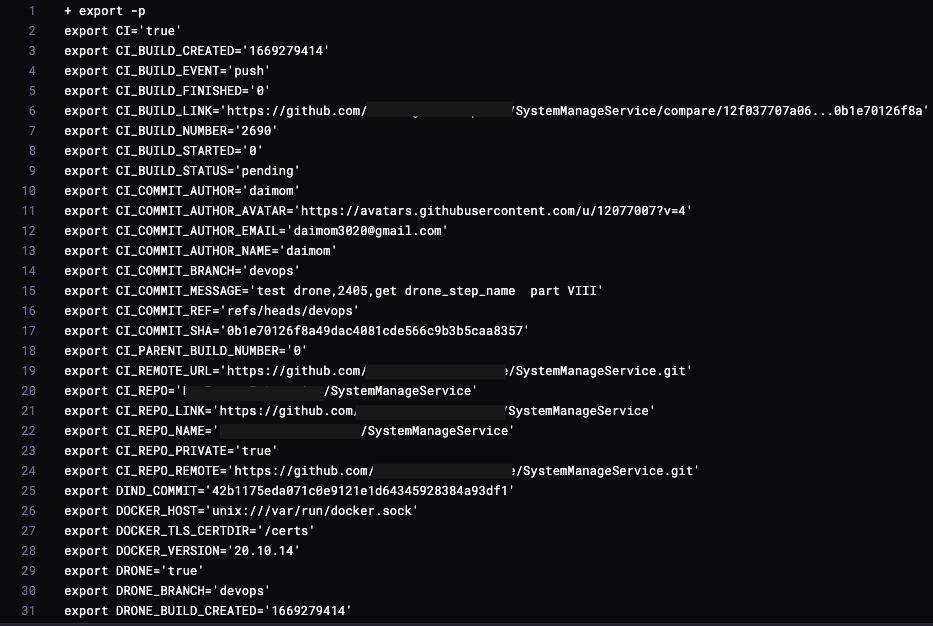 1 + export -p
2 export CI='true'
3 export CI_BUILD_CREATED='1669279414'
4 export CI_BUILD_EVENT='push'
5 export CI_BUILD_FINISHED='0'
6 export CI_BUILD_LINK='https://github.com/ /SystemManageService/compare/12f037707a06...0b1e70126f8a'
7 export CI_BUILD_NUMBER='2690'
8 export CI_BUILD_STARTED='0'
9 export CI_BUILD_STATUS='pending'
10 export CI_COMMIT_AUTHOR='daimom'
11 export CI_COMMIT_AUTHOR_AVATAR='https://avatars.githubusercontent.com/u/12077007?v=4'
12 export CI_COMMIT_AUTHOR_EMAIL='daimom3020@gmail.com'
13 export CI_COMMIT_AUTHOR_NAME='daimom'
14 export CI_COMMIT_BRANCH='devops'
15 export CI_COMMIT_MESSAGE='test drone,2405,get drone_step_name  part VIII'
16 export CI_COMMIT_REF='refs/heads/devops'
17 export CI_COMMIT_SHA='0b1e70126f8a49dac4081cde566c9b3b5caa8357'
18 export CI_PARENT_BUILD_NUMBER='0'
19 export CI_REMOTE_URL='https://github.com/ /SystemManageService.git'
20 export CI_REPO=' /SystemManageService'
21 export CI_REPO_LINK='https://github.com/ /SystemManageService'
22 export CI_REPO_NAME=' /SystemManageService'
23 export CI_REPO_PRIVATE='true'
24 export CI_REPO_REMOTE='https://github.com/ /SystemManageService.git'
25 export DIND_COMMIT='42b1175eda071c0e9121e1d64345928384a93df1'
26 export DOCKER_HOST='unix:///var/run/docker.sock'
27 export DOCKER_TLS_CERTDIR='/certs'
28 export DOCKER_VERSION='20.10.14'
29 export DRONE='true'
30 export DRONE_BRANCH='devops'
31 export DRONE_BUILD_CREATED='1669279414'